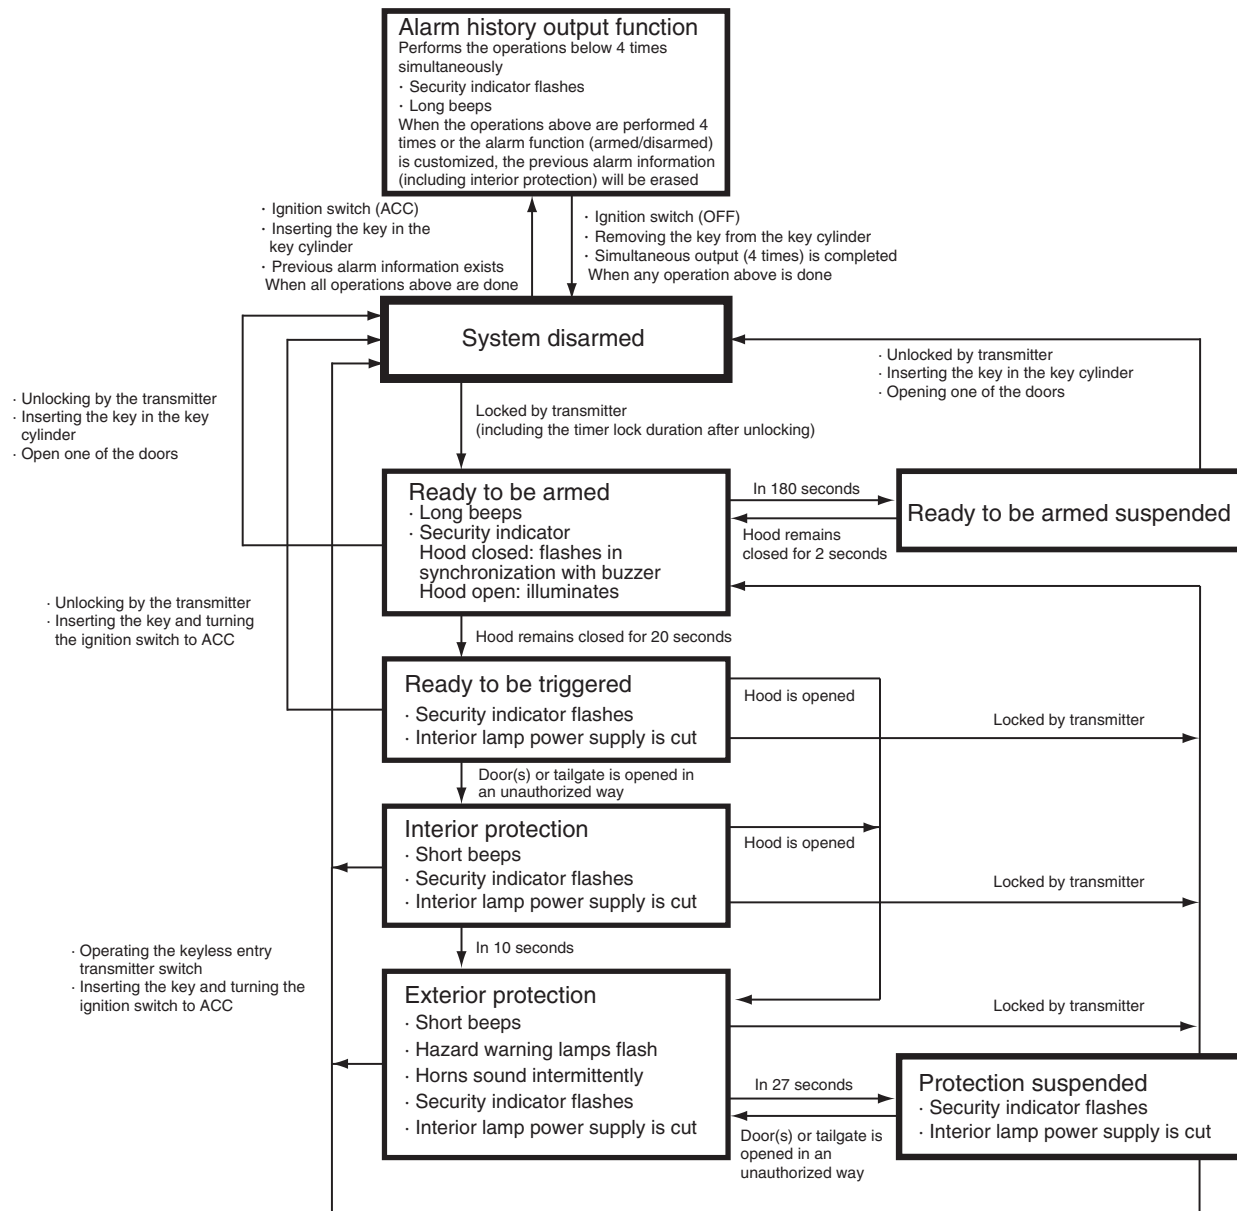 Alarm history output function
Performs the operations below 4 times
simultaneously
· Security indicator flashes
· Long beeps
When the operations above are performed 4
times or the alarm function (armed/disarmed)
is customized, the previous alarm information
(including interior protection) will be erased
· Ignition switch (ACC)
· Inserting the key in the
key cylinder
· Previous alarm information exists
When all operations above are done
· Ignition switch (OFF)
· Removing the key from the key cylinder
· Simultaneous output (4 times) is completed
When any operation above is done
System disarmed
· Unlocked by transmitter
· Inserting the key in the key cylinder
· Opening one of the doors
· Unlocking by the transmitter
· Inserting the key in the key
cylinder
· Open one of the doors
Locked by transmitter
(including the timer lock duration after unlocking)
Ready to be armed
· Long beeps
· Security indicator
Hood closed: flashes in
synchronization with buzzer
Hood open: illuminates
In 180 seconds
Hood remains
closed for 2 seconds
Ready to be armed suspended
· Unlocking by the transmitter
· Inserting the key and turning
the ignition switch to ACC
Hood remains closed for 20 seconds
Ready to be triggered
· Security indicator flashes
· Interior lamp power supply is cut
Hood is opened
Locked by transmitter
Door(s) or tailgate is opened in
an unauthorized way
Interior protection
· Short beeps
· Security indicator flashes
· Interior lamp power supply is cut
Hood is opened
Locked by transmitter
In 10 seconds
· Operating the keyless entry
transmitter switch
· Inserting the key and turning the
ignition switch to ACC
Exterior protection
· Short beeps
· Hazard warning lamps flash
· Horns sound intermittently
· Security indicator flashes
· Interior lamp power supply is cut
Locked by transmitter
In 27 seconds
Door(s) or tailgate is
opened in an
unauthorized way
Protection suspended
· Security indicator flashes
· Interior lamp power supply is cut